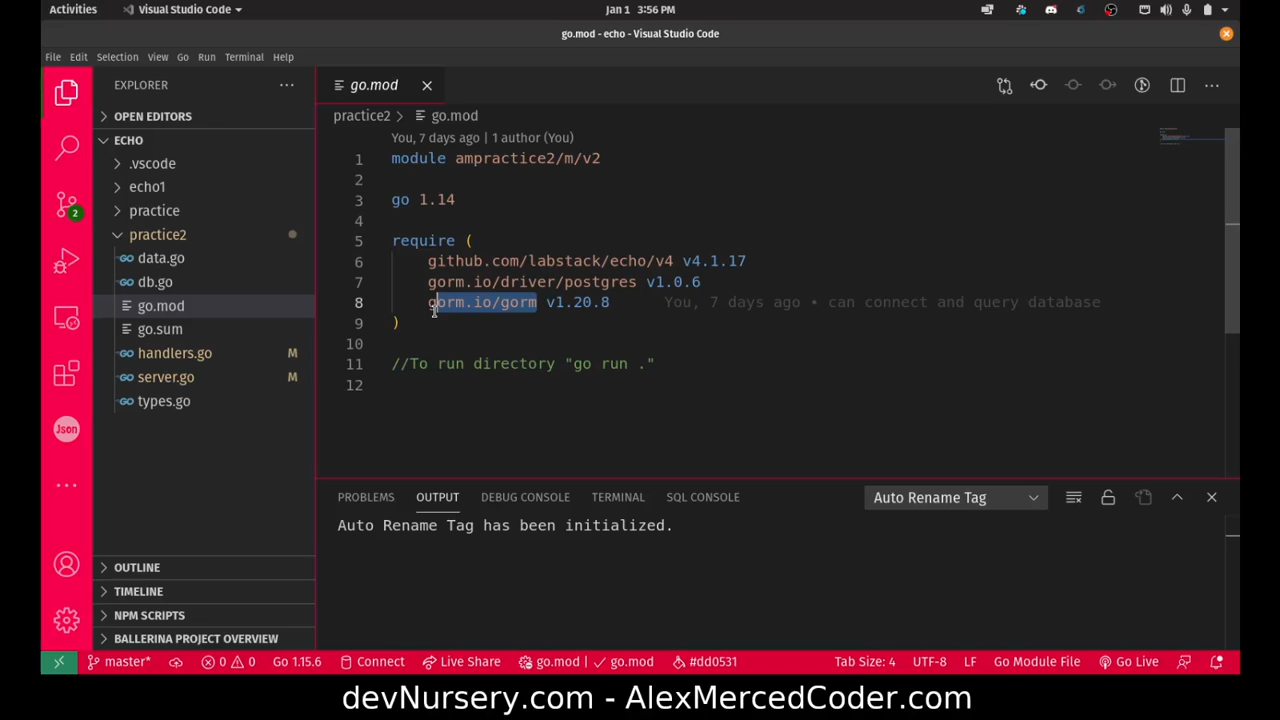 Activities
Visual Studio Code
Jan 1 3:56 PM
go.mod - echo - Visual Studio Code
File Edit Selection View Go Run Terminal Help
EXPLORER
go.mod
OPEN EDITORS
practice2 > go.mod
ECHO
You, 7 days ago | 1 author (You)
.vscode
echo1
practice
practice2
data.go
db.go
go.mod
go.sum
handlers.go M
server.go M
types.go
1 module ampractice2/m/v2
2
3 go 1.14
4
5 require (
6 github.com/labstack/echo/v4 v4.1.17
7 gorm.io/driver/postgres v1.0.6
8 gorm.io/gorm v1.20.8 You, 7 days ago • can connect and query database
9 )
10
11 //To run directory "go run ."
12
2
Json
PROBLEMS OUTPUT DEBUG CONSOLE TERMINAL SQL CONSOLE
Auto Rename Tag
Auto Rename Tag has been initialized.
OUTLINE
TIMELINE
NPM SCRIPTS
BALLERINA PROJECT OVERVIEW
master* 0 0 Go 1.15.6 Connect Live Share go.mod | ✓ go.mod #dd0531 Tab Size: 4 UTF-8 LF Go Module File Go Live
devNursery.com - AlexMercedCoder.com